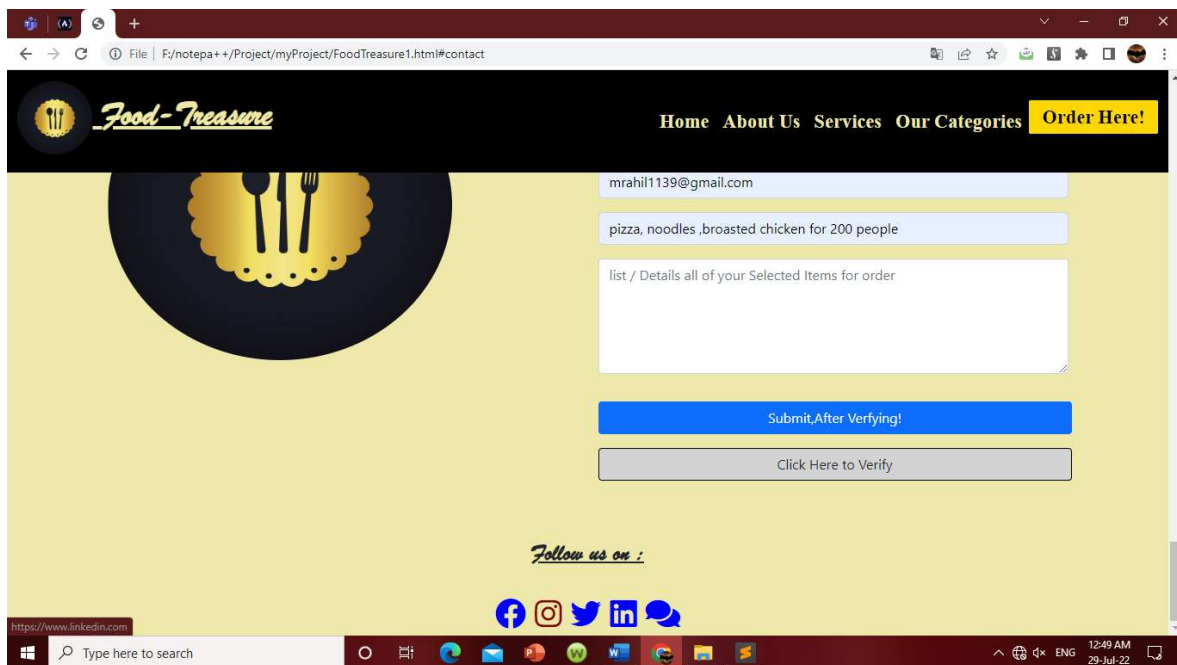 File | F:/notepa++/Project/myProject/FoodTreasure1.html#contact
Food-Treasure
Home About Us Services Our Categories Order Here!
mrahil1139@gmail.com
pizza, noodles ,broasted chicken for 200 people
list / Details all of your Selected Items for order
Submit,After Verfying!
Click Here to Verify
Follow us on :
https://www.linkedin.com
Type here to search
ENG
12:49 AM
29-Jul-22